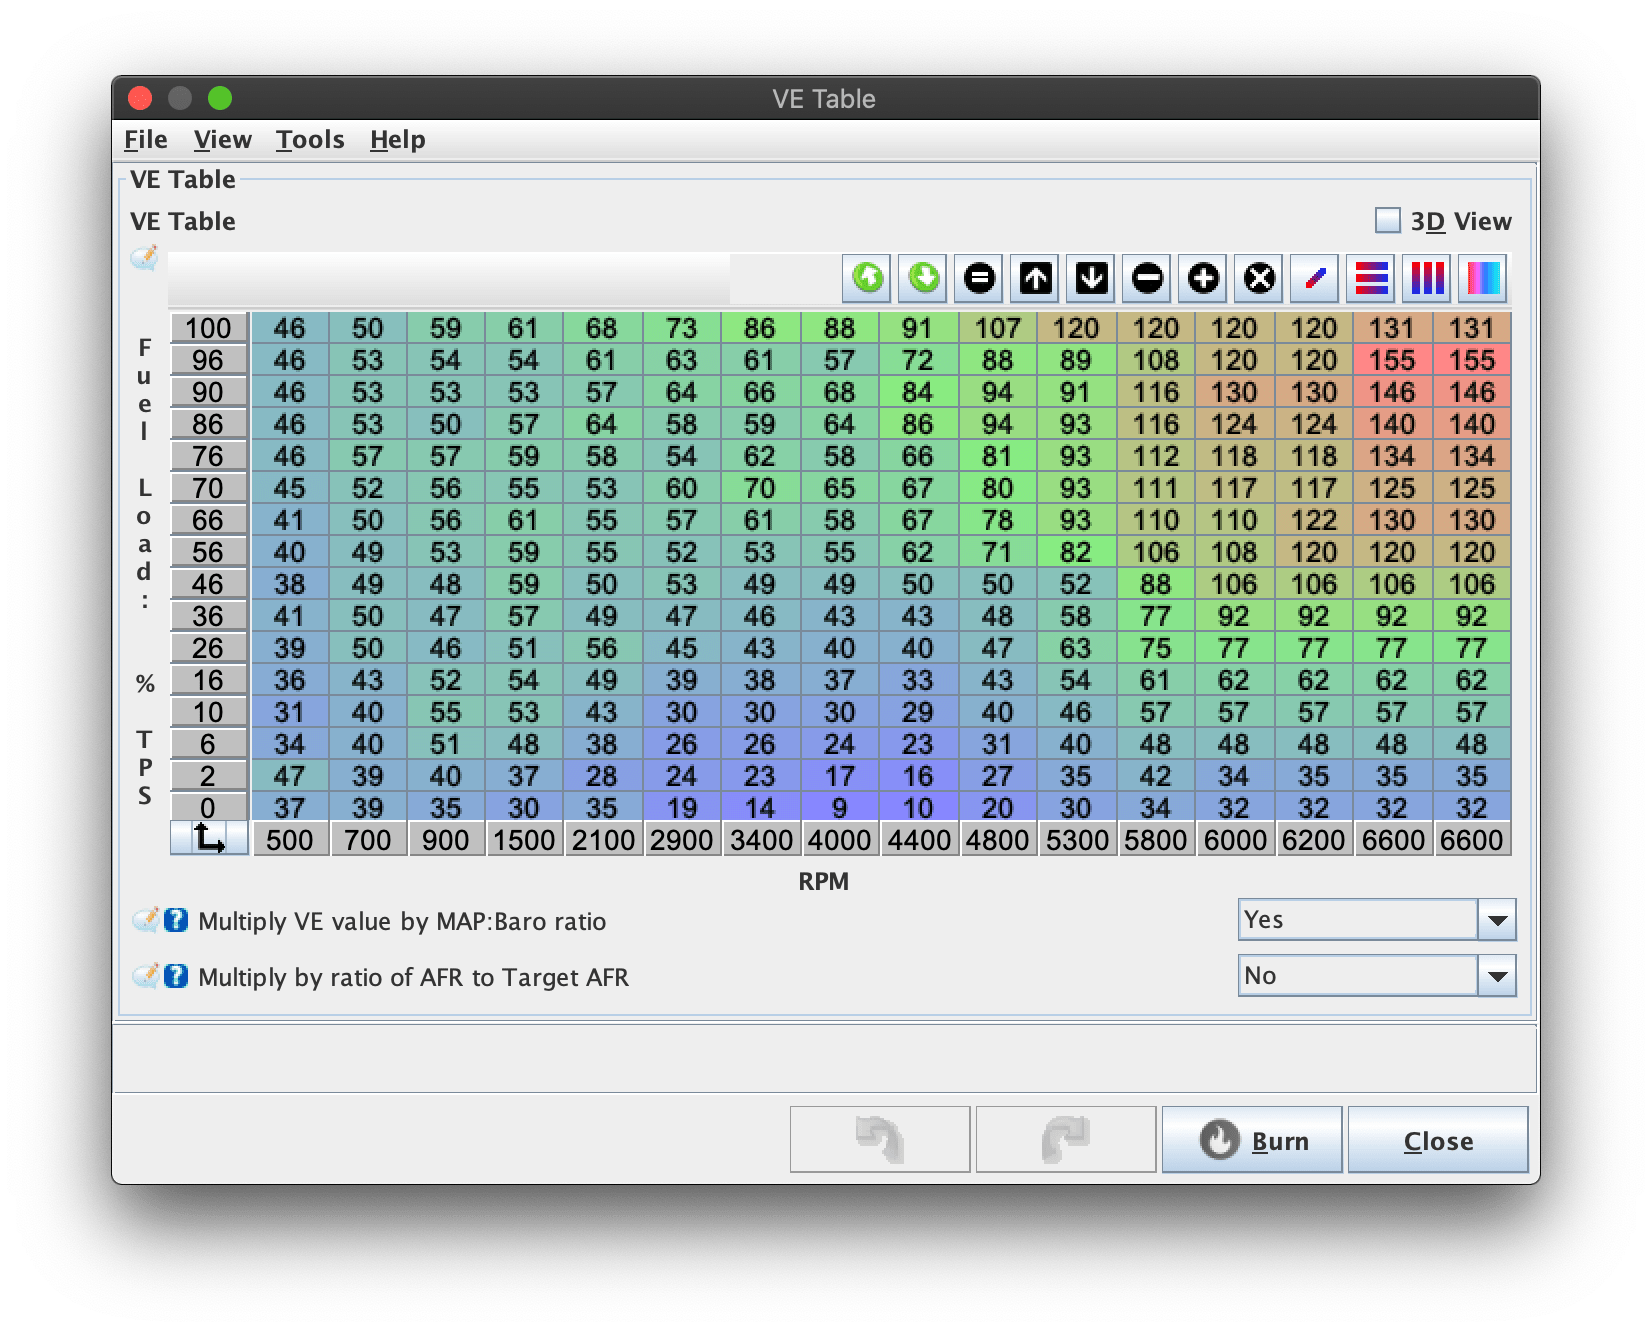 VE Table
File View Tools Help
VE Table
VE Table
3D View
Fuel Load: % TPS
100 46 50 59 61 68 73 86 88 91 107 120 120 120 120 131 131
96 46 53 54 54 61 63 61 57 72 88 89 108 120 120 155 155
90 46 53 53 53 57 64 66 68 84 94 91 116 130 130 146 146
86 46 53 50 57 64 58 59 64 86 94 93 116 124 124 140 140
76 46 57 57 59 58 54 62 58 66 81 93 112 118 118 134 134
70 45 52 56 55 53 60 70 65 67 80 93 111 117 117 125 125
66 41 50 56 61 55 57 61 58 67 78 93 110 110 122 130 130
56 40 49 53 59 55 52 53 55 62 71 82 106 108 120 120 120
46 38 49 48 59 50 53 49 49 50 50 52 88 106 106 106 106
36 41 50 47 57 49 47 46 43 43 48 58 77 92 92 92 92
26 39 50 46 51 56 45 43 40 40 47 63 75 77 77 77 77
16 36 43 52 54 49 39 38 37 33 43 54 61 62 62 62 62
10 31 40 55 53 43 30 30 30 29 40 46 57 57 57 57 57
6 34 40 51 48 38 26 26 24 23 31 40 48 48 48 48 48
2 47 39 40 37 28 24 23 17 16 27 35 42 34 35 35 35
0 37 39 35 30 35 19 14 9 10 20 30 34 32 32 32 32
500 700 900 1500 2100 2900 3400 4000 4400 4800 5300 5800 6000 6200 6600 6600
RPM
Multiply VE value by MAP:Baro ratio Yes
Multiply by ratio of AFR to Target AFR No
Burn Close